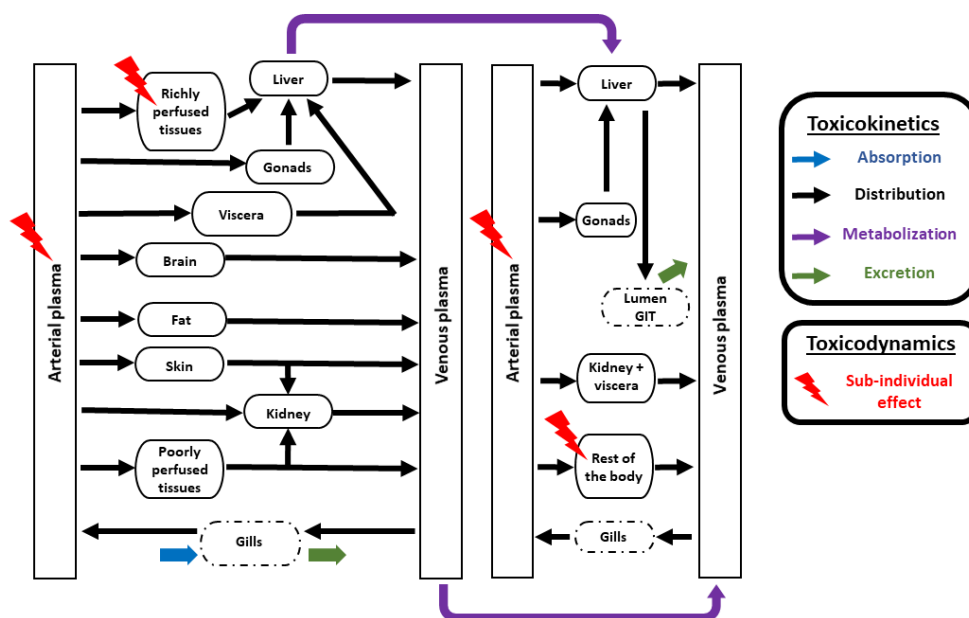 Arterial plasma
Richly
perfused
tissues
Liver
Gonads
Viscera
Brain
Fat
Skin
Kidney
Poorly
perfused
tissues
Gills
Venous plasma
Arterial plasma
Liver
Gonads
Lumen
GIT
Kidney +
viscera
Rest of
the body
Gills
Venous plasma
Toxicokinetics
Absorption
Distribution
Metabolization
Excretion
Toxicodynamics
Sub-individual
effect